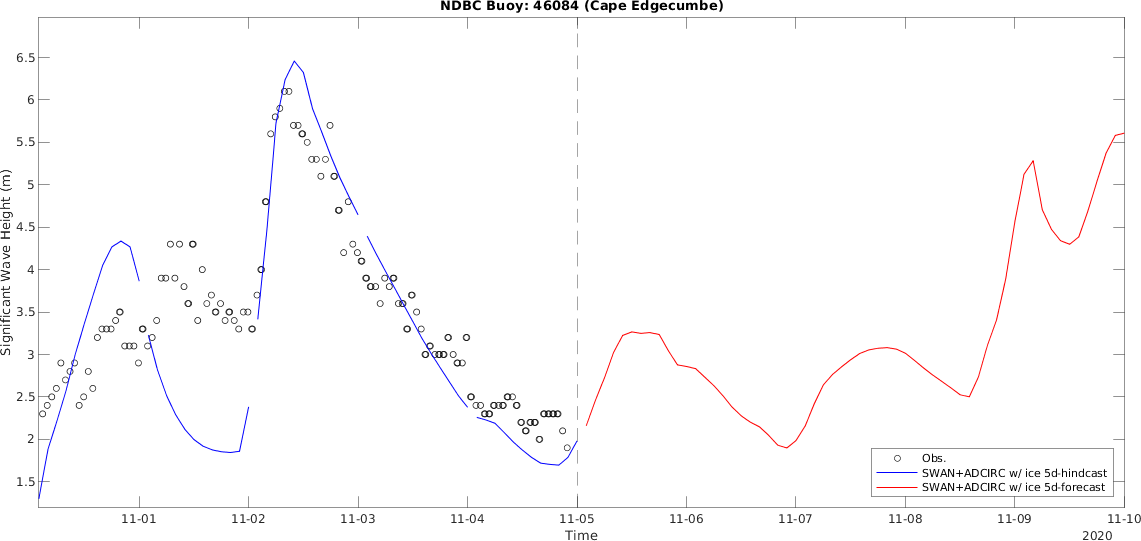 NDBC Buoy: 46084 (Cape Edgecumbe)
Significant Wave Height (m)
6.5
6
5.5
5
4.5
4
3.5
3
2.5
2
1.5
Obs.
SWAN+ADCIRC w/ ice 5d-hindcast
SWAN+ADCIRC w/ ice 5d-forecast
11-01 11-02 11-03 11-04 11-05 11-06 11-07 11-08 11-09 11-10
Time
2020